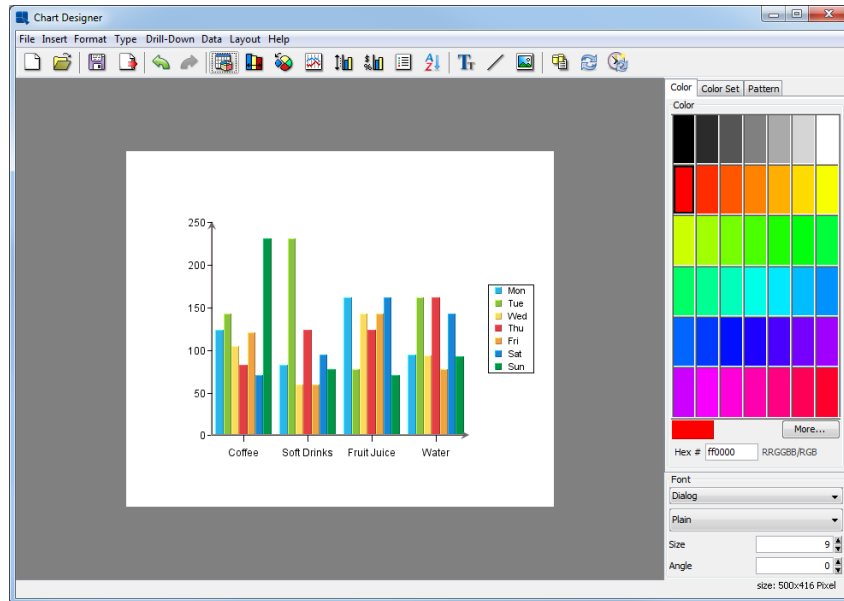 Chart Designer
File Insert Format Type Drill-Down Data Layout Help
Color Color Set Pattern
Color
250
200
150
100
50
0
Coffee Soft Drinks Fruit Juice Water
Mon
Tue
Wed
Thu
Fri
Sat
Sun
More...
Hex # ff0000 RRGGBB/RGB
Font
Dialog
Plain
Size 9
Angle 0
size: 500x416 Pixel